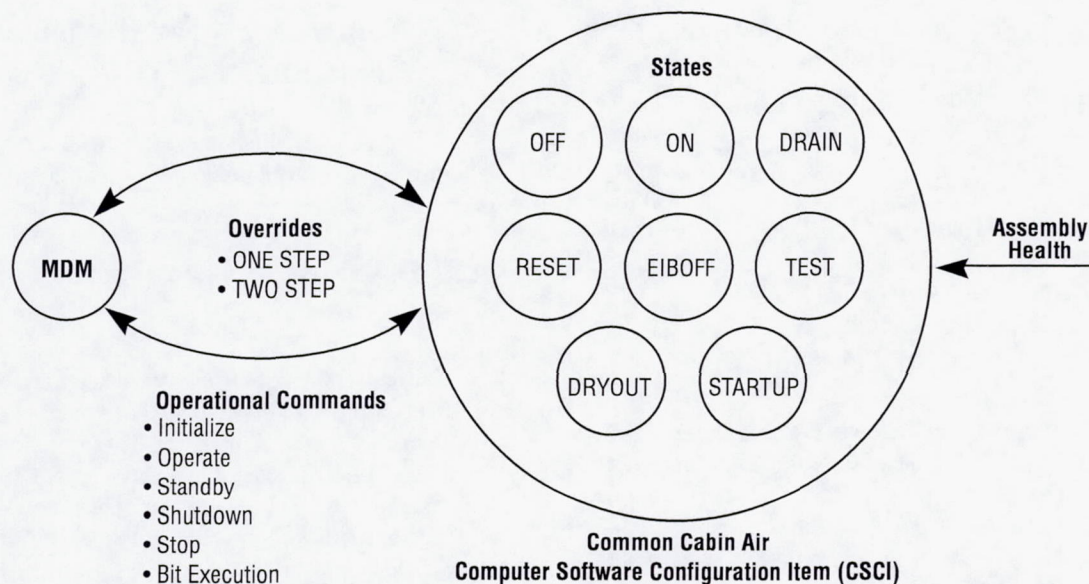 States
OFF
ON
DRAIN
Overrides
• ONE STEP
• TWO STEP
MDM
RESET
EIBOFF
TEST
Assembly
Health
DRYOUT
STARTUP
Operational Commands
• Initialize
• Operate
• Standby
• Shutdown
• Stop
• Bit Execution
Common Cabin Air
Computer Software Configuration Item (CSCI)